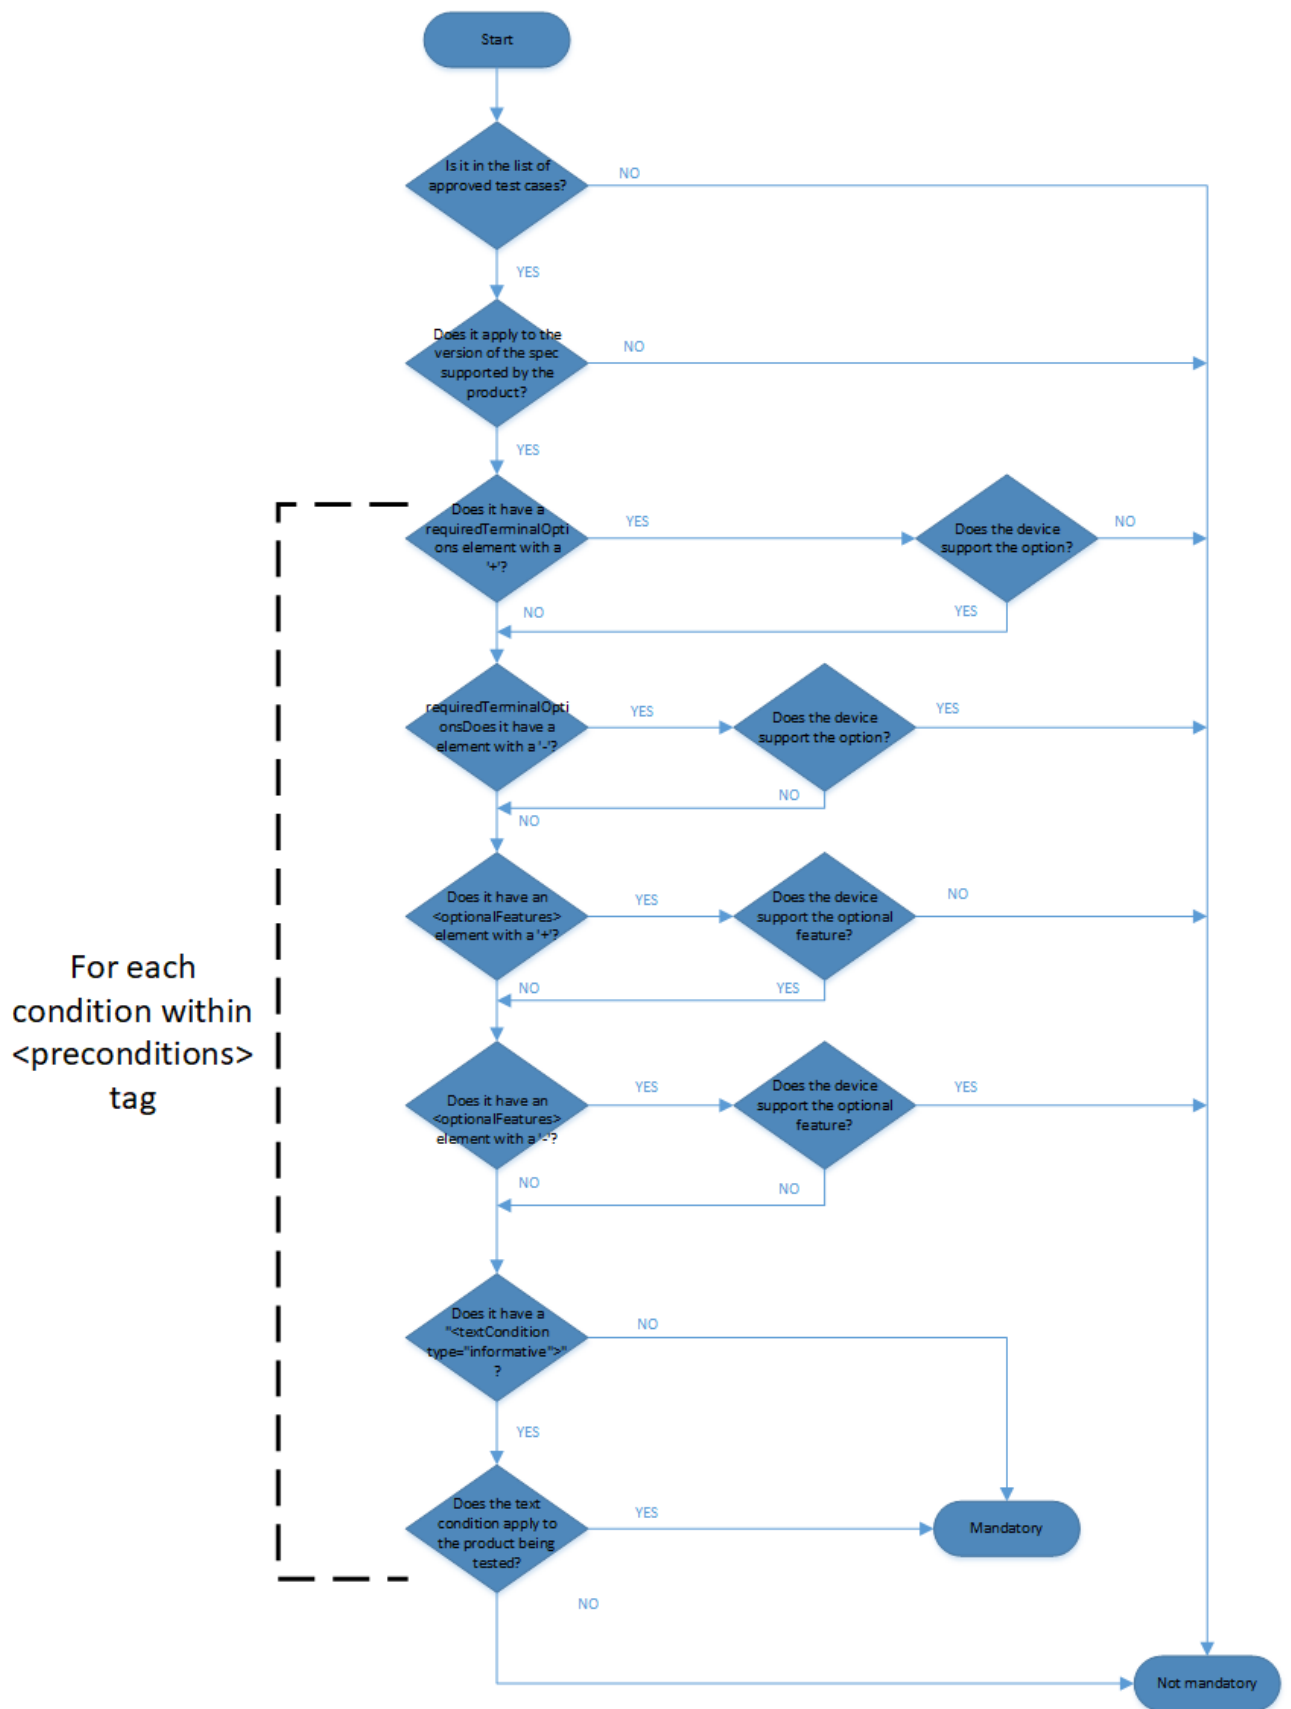 Start
Is it in the list of
approved test cases?
NO
YES
Does it apply to the
version of the spec
supported by the
product?
NO
YES
Does it have a
requiredTerminalOpti
ons element with a
'+'?
YES
Does the device
support the option?
NO
NO
YES
requiredTerminalOpti
onsDoes it have a
element with a '-'?
YES
Does the device
support the option?
YES
NO
NO
Does it have an
<optionalFeatures>
element with a '+'?
YES
Does the device
support the optional
feature?
NO
NO
YES
For each
condition within
<preconditions>
tag
Does it have an
<optionalFeatures>
element with a '-'?
YES
Does the device
support the optional
feature?
YES
NO
NO
Does it have a
"<textCondition
type="informative">"
?
NO
YES
Does the text
condition apply to
the product being
tested?
YES
Mandatory
NO
Not mandatory